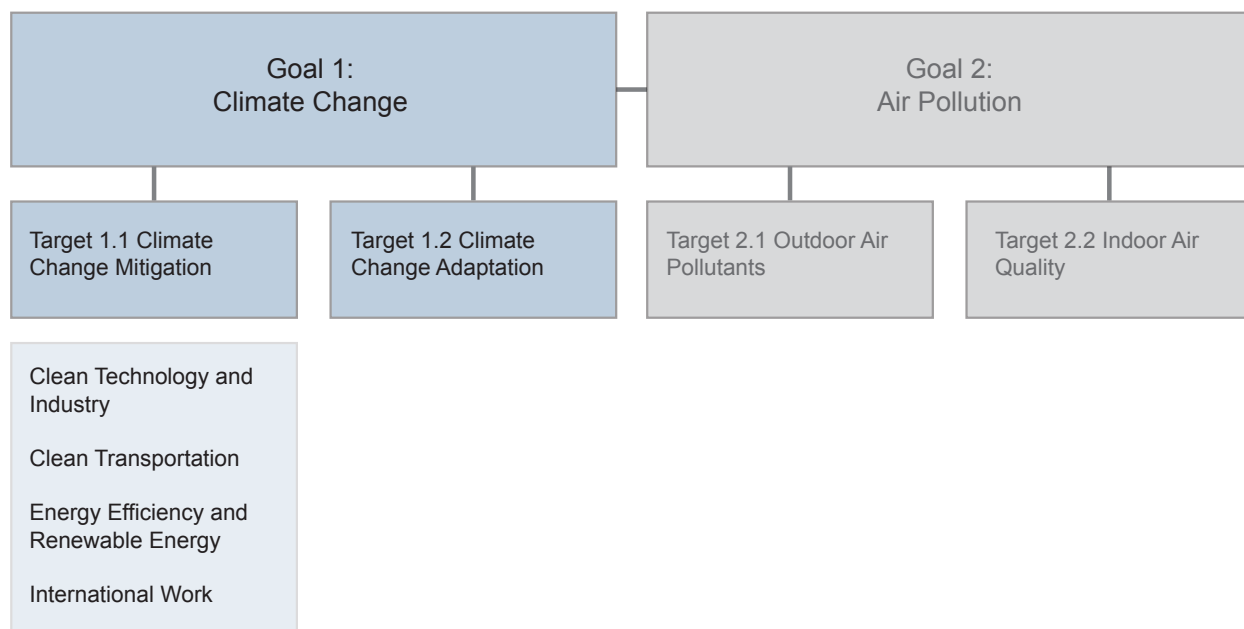 Goal 1:
Climate Change
Goal 2:
Air Pollution
Target 1.1 Climate
Change Mitigation
Target 1.2 Climate
Change Adaptation
Target 2.1 Outdoor Air
Pollutants
Target 2.2 Indoor Air
Quality
Clean Technology and
Industry
Clean Transportation
Energy Efficiency and
Renewable Energy
International Work